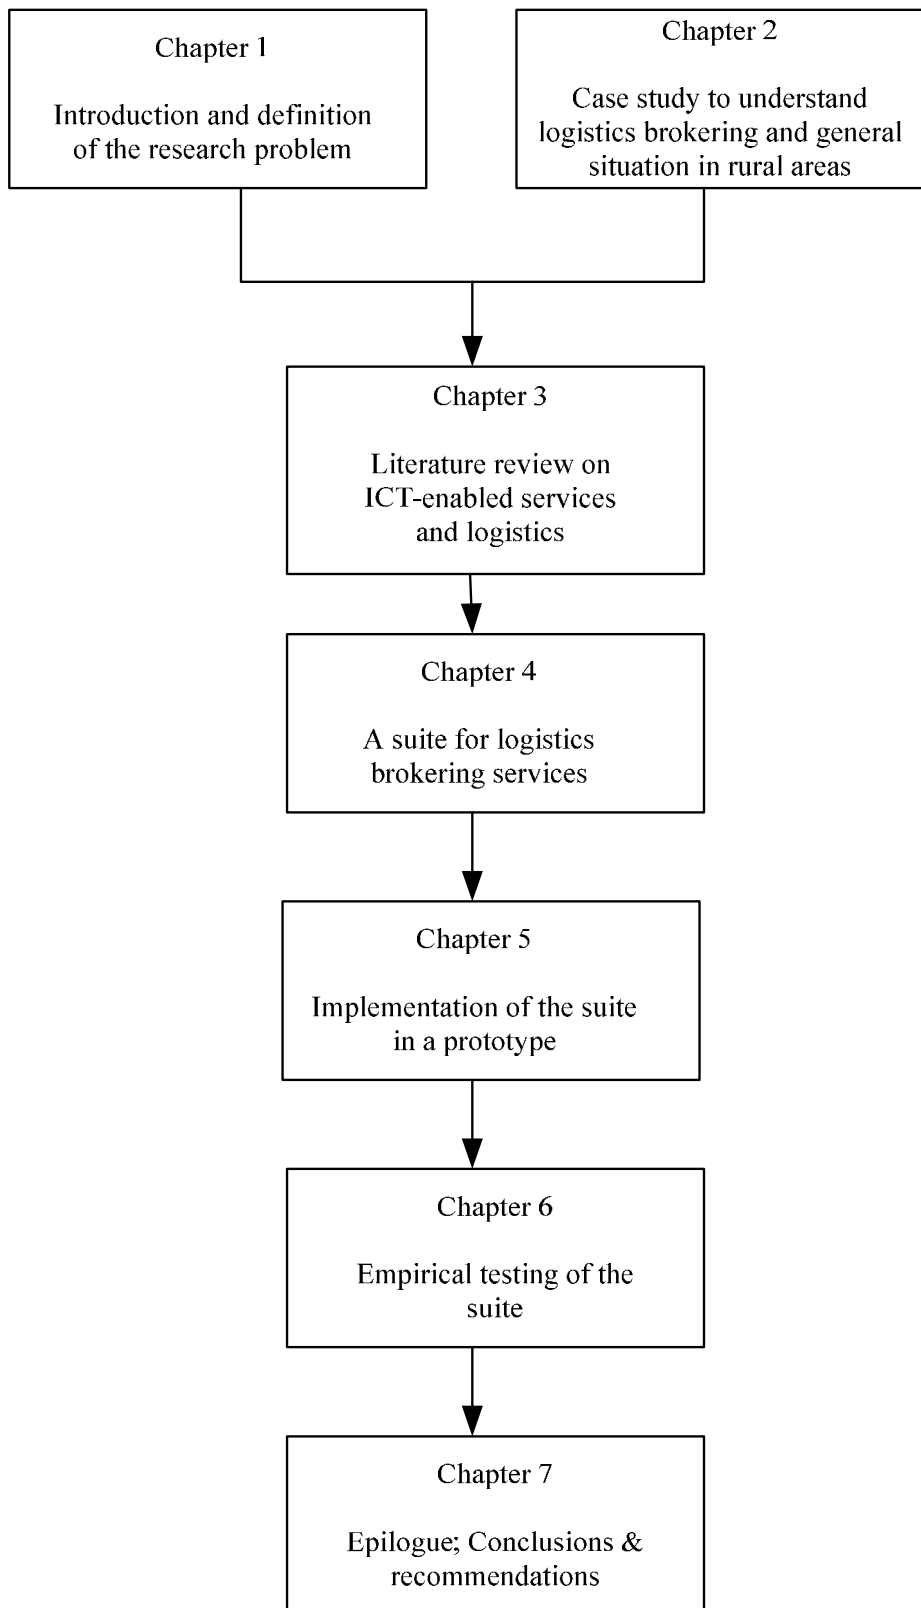 Chapter 1
Introduction and definition
of the research problem
Chapter 2
Case study to understand
logistics brokering and general
situation in rural areas
Chapter 3
Literature review on
ICT-enabled services
and logistics
Chapter 4
A suite for logistics
brokering services
Chapter 5
Implementation of the suite
in a prototype
Chapter 6
Empirical testing of the
suite
Chapter 7
Epilogue; Conclusions &
recommendations